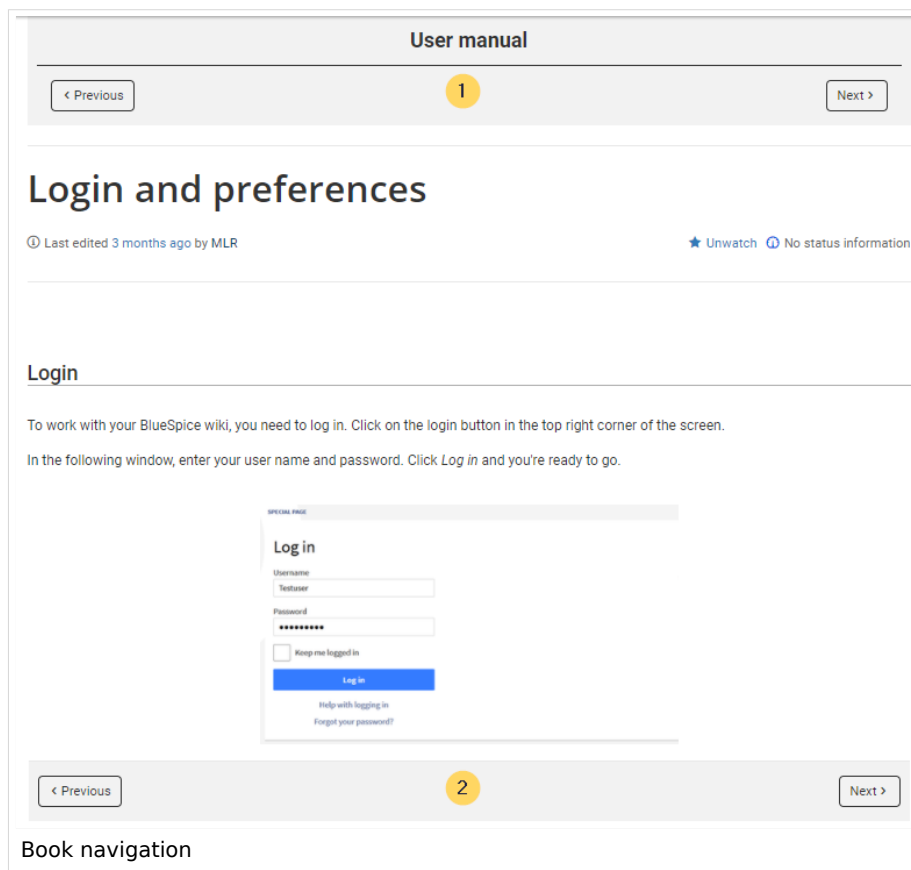 User manual
‹ Previous
1
Next ›
Login and preferences
Last edited 3 months ago by MLR
Unwatch
No status information
Login
To work with your BlueSpice wiki, you need to log in. Click on the login button in the top right corner of the screen.
In the following window, enter your user name and password. Click Log in and you're ready to go.
SPECIAL PAGE
Log in
Username
Testuser
Password
•••••••••
Keep me logged in
Log in
Help with logging in
Forgot your password?
‹ Previous
2
Next ›
Book navigation